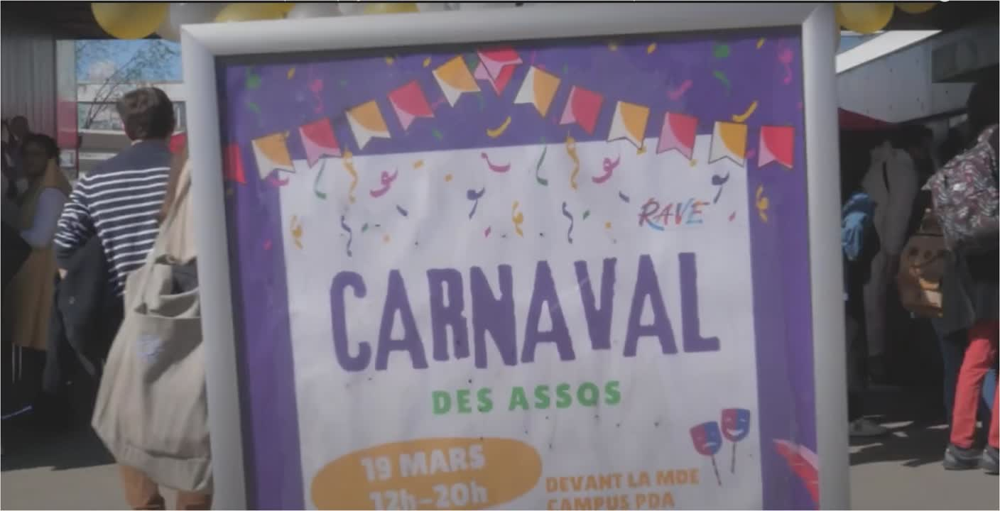 RAVE
CARNAVAL
DES ASSOS
19 MARS
12h-20h
DEVANT LA MDE
CAMPUS PDA